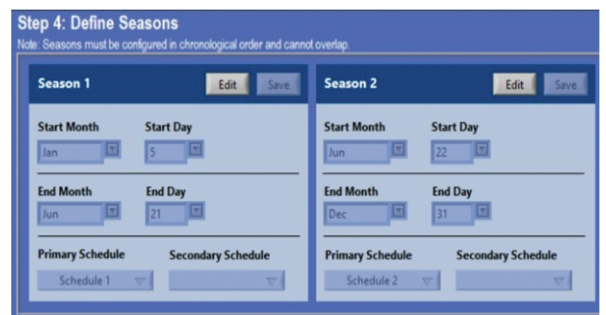 Step 4: Define Seasons
Note: Seasons must be configured in chronological order and cannot overlap.
Season 1 Edit Save
Start Month Start Day
Jan 5
End Month End Day
Jun 21
Primary Schedule Secondary Schedule
Schedule 1
Season 2 Edit Save
Start Month Start Day
Jun 22
End Month End Day
Dec 31
Primary Schedule Secondary Schedule
Schedule 2